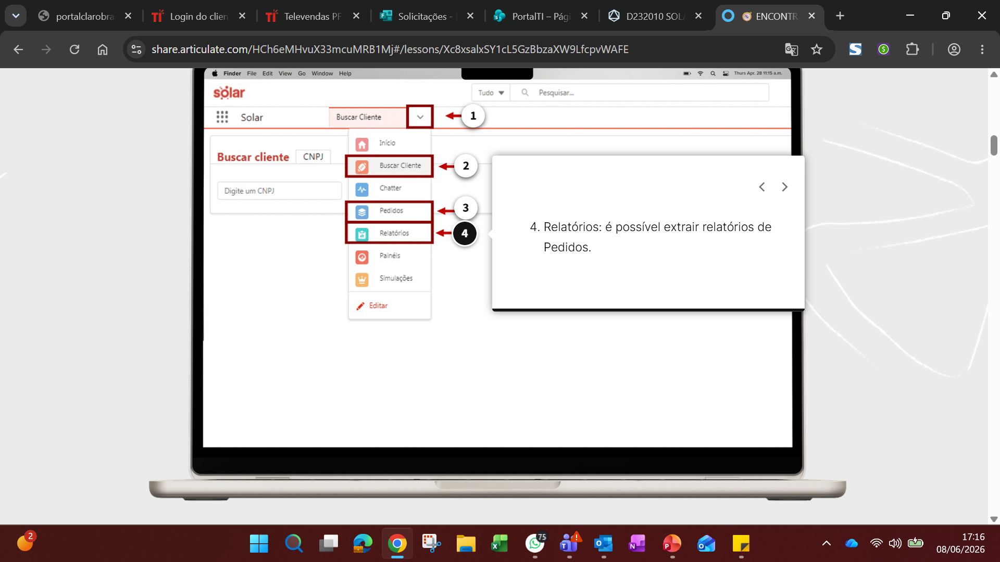 portalclarobra
Login do clien
Televendas PF
Solicitações -
PortalTI – Pági
D232010 SOL
ENCONTR
share.articulate.com/HCh6eMHvuX33mcuMRB1Mj#/lessons/Xc8xsalxSY1cL5GzBbzaXW9LfcpvWAFE
Finder File Edit View Go Window Help
Thurs Apr. 28 11:15 a.m.
solar
Tudo
Pesquisar...
Solar
Buscar Cliente
1
Início
Buscar cliente
CNPJ
Buscar Cliente
2
Digite um CNPJ
Chatter
Pedidos
3
Relatórios
4
Painéis
Simulações
Editar
4. Relatórios: é possível extrair relatórios de
Pedidos.
2
75
17:16
08/06/2026